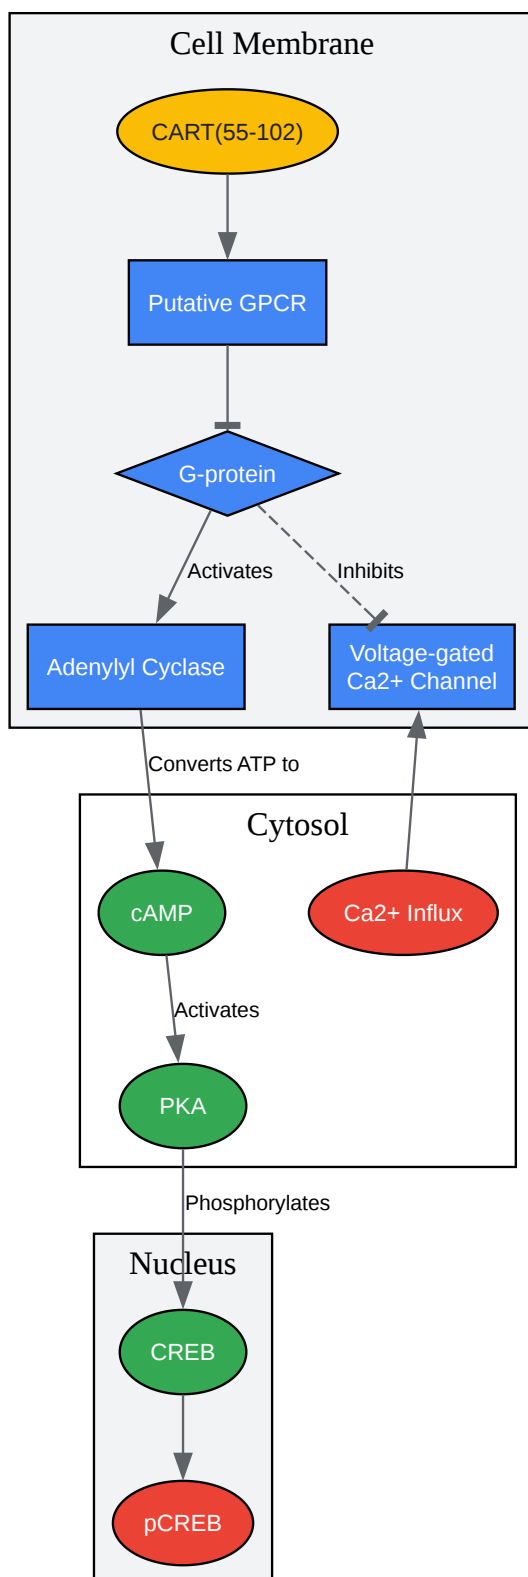 Cell Membrane
CART(55-102)
Putative GPCR
G-protein
Activates
Inhibits
Adenylyl Cyclase
Voltage-gated
Ca2+ Channel
Converts ATP to
Cytosol
cAMP
Ca2+ Influx
Activates
PKA
Phosphorylates
Nucleus
CREB
pCREB